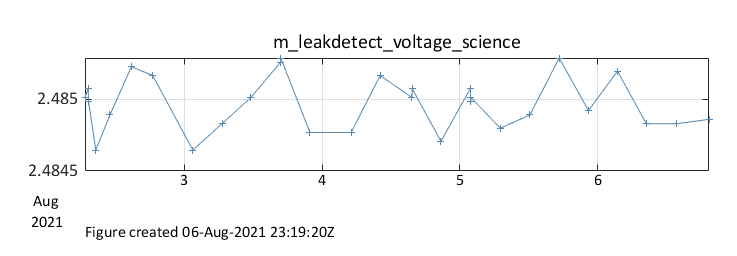 m_leakdetect_voltage_science
2.485
2.4845
3 4 5 6
Aug
2021
Figure created 06-Aug-2021 23:19:20Z